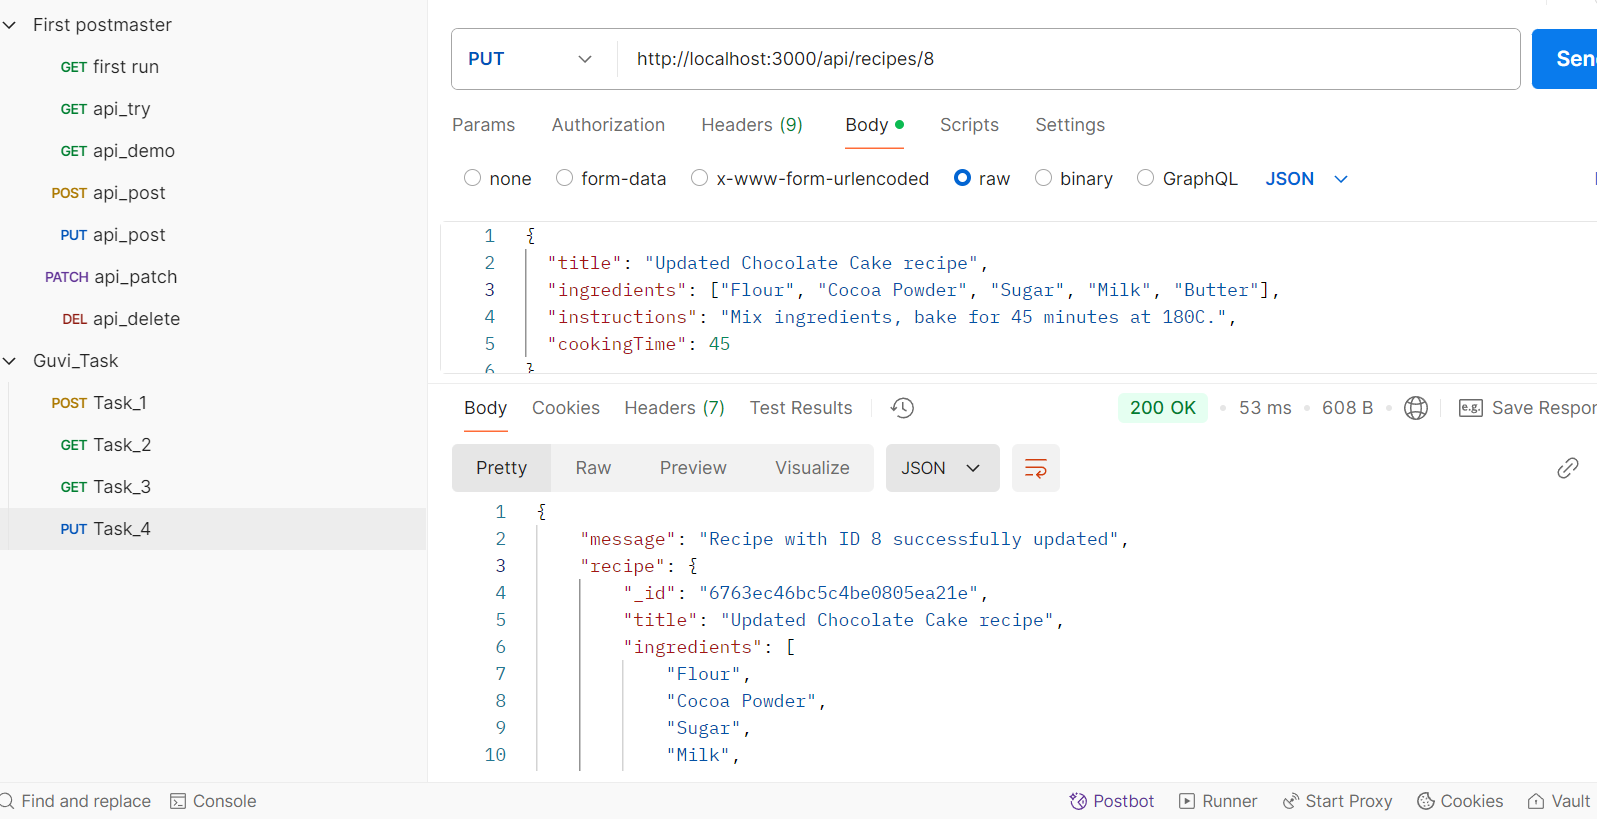 First postmaster
GET first run
GET api_try
GET api_demo
POST api_post
PUT api_post
PATCH api_patch
DEL api_delete
Guvi_Task
POST Task_1
GET Task_2
GET Task_3
PUT Task_4
PUT http://localhost:3000/api/recipes/8 Sen
Params Authorization Headers (9) Body Scripts Settings
none form-data x-www-form-urlencoded raw binary GraphQL JSON
1 {
2 "title": "Updated Chocolate Cake recipe",
3 "ingredients": ["Flour", "Cocoa Powder", "Sugar", "Milk", "Butter"],
4 "instructions": "Mix ingredients, bake for 45 minutes at 180C.",
5 "cookingTime": 45
6 }
Body Cookies Headers (7) Test Results 200 OK 53 ms 608 B e.g. Save Respor
Pretty Raw Preview Visualize JSON
1 {
2 "message": "Recipe with ID 8 successfully updated",
3 "recipe": {
4 "_id": "6763ec46bc5c4be0805ea21e",
5 "title": "Updated Chocolate Cake recipe",
6 "ingredients": [
7 "Flour",
8 "Cocoa Powder",
9 "Sugar",
10 "Milk",
Find and replace Console Postbot Runner Start Proxy Cookies Vault